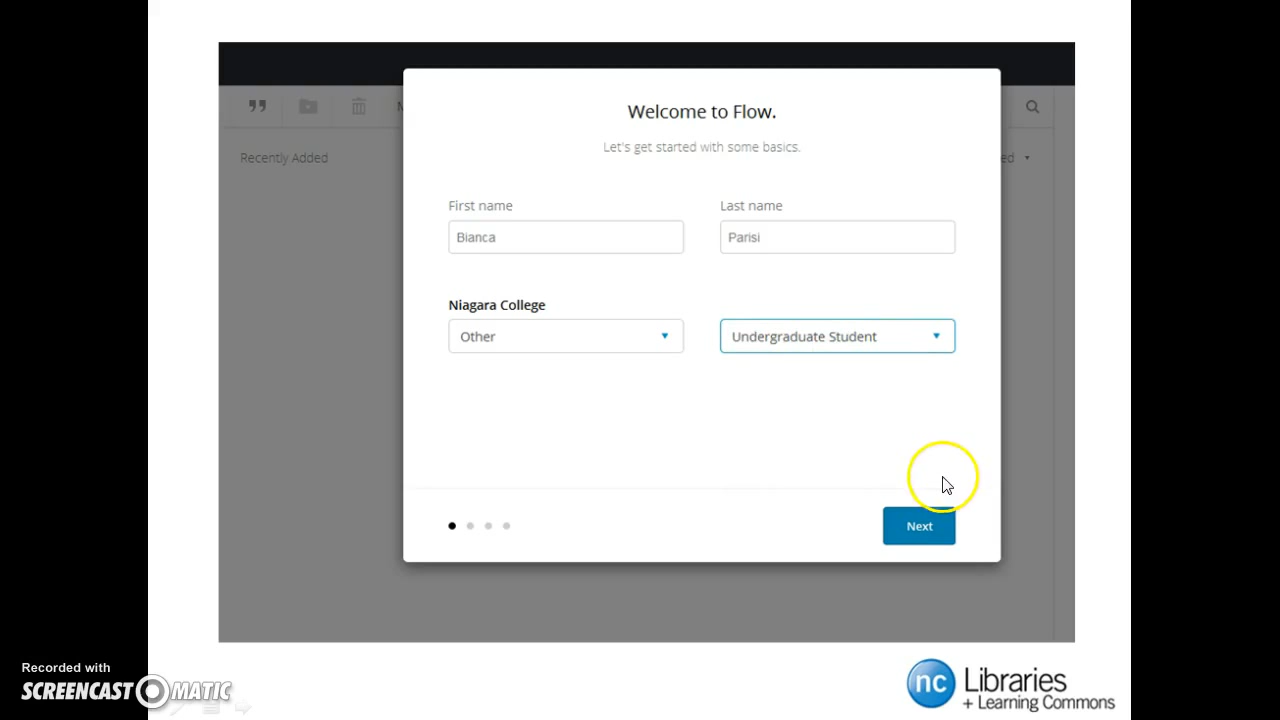 Welcome to Flow.
Let's get started with some basics.
Recently Added
ed
First name
Last name
Bianca
Parisi
Niagara College
Other
Undergraduate Student
Next
Recorded with
SCREENCAST MATIC
nc Libraries
+ Learning Commons